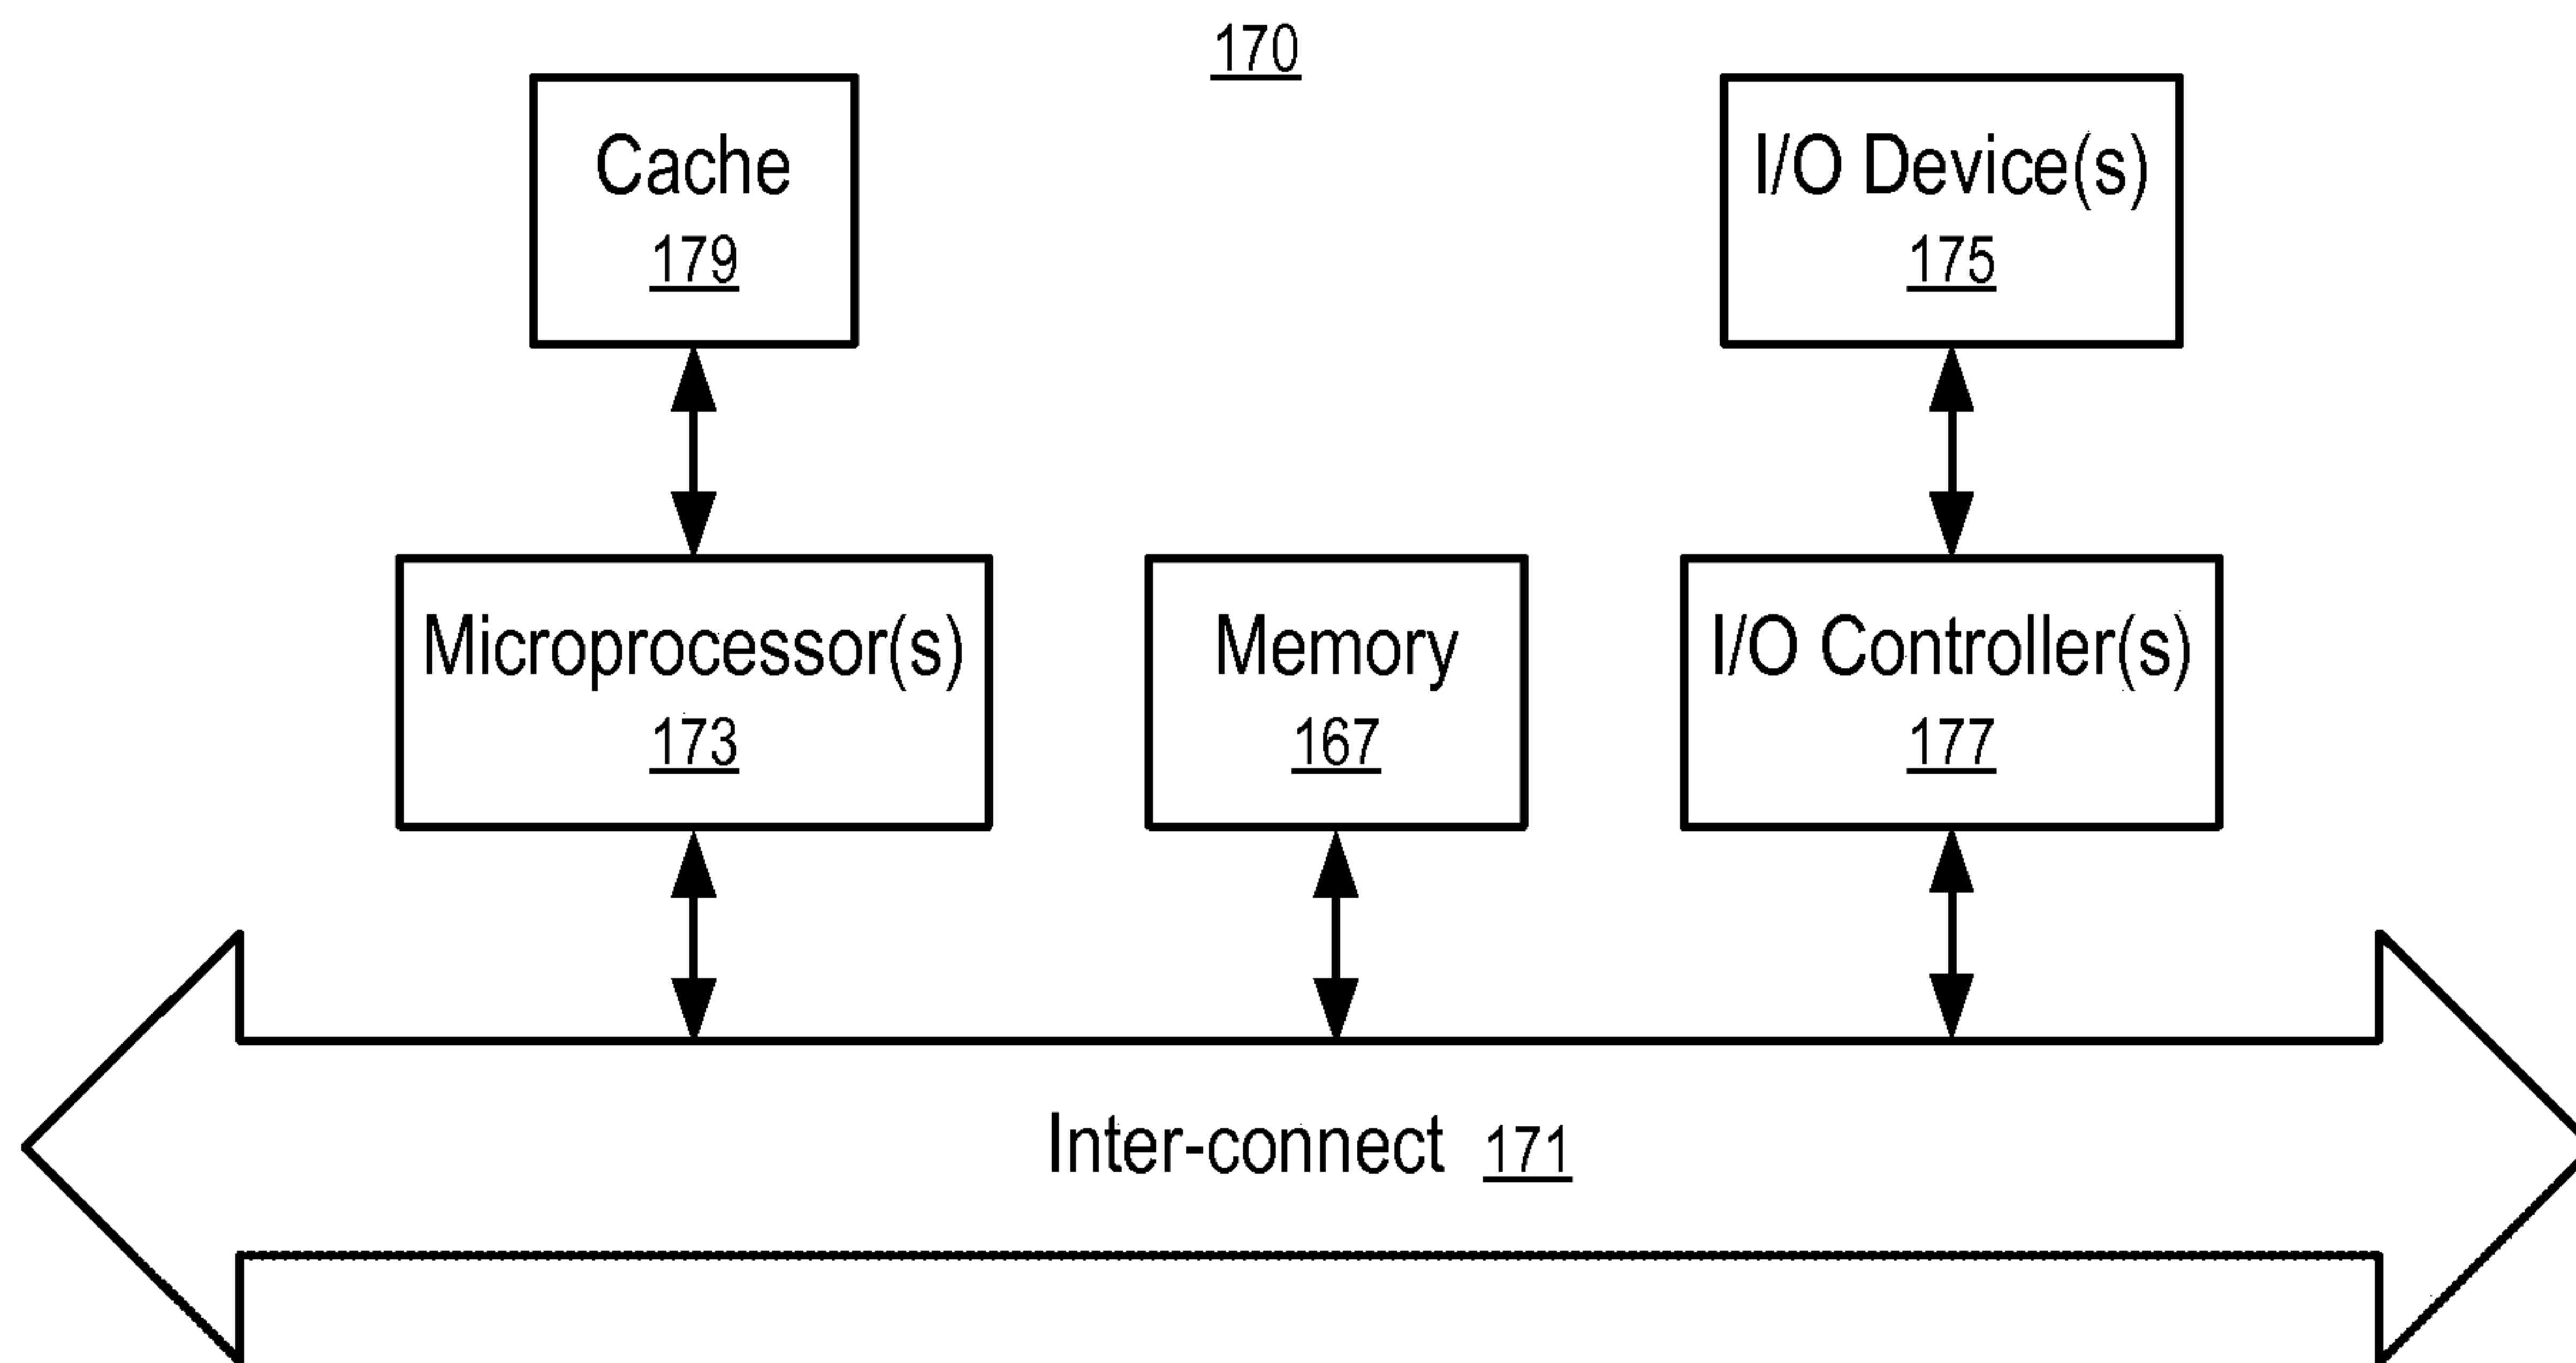 170
Cache
179
I/O Device(s)
175
Microprocessor(s)
173
Memory
167
I/O Controller(s)
177
Inter-connect 171